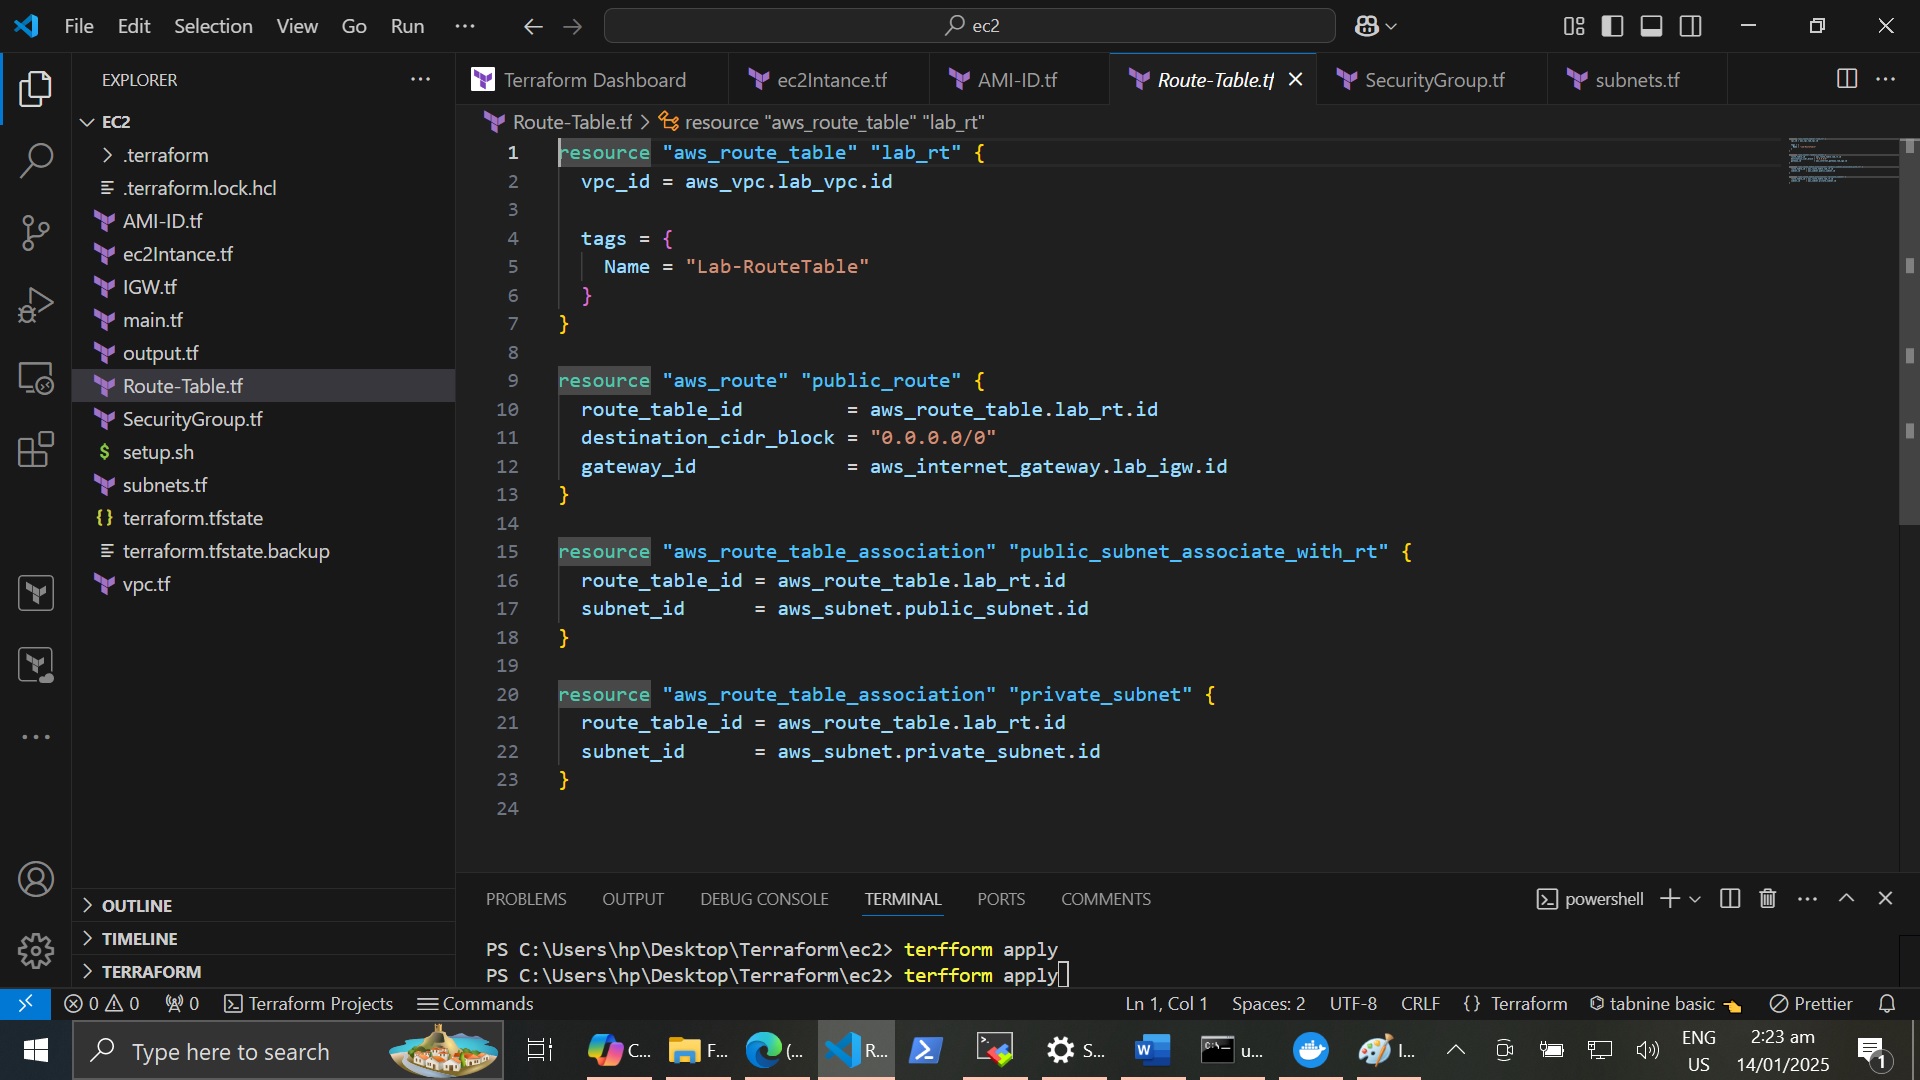 File Edit Selection View Go Run ··· ec2
EXPLORER ···
EC2
.terraform
.terraform.lock.hcl
AMI-ID.tf
ec2Intance.tf
IGW.tf
main.tf
output.tf
Route-Table.tf
SecurityGroup.tf
setup.sh
subnets.tf
terraform.tfstate
terraform.tfstate.backup
vpc.tf
OUTLINE
TIMELINE
TERRAFORM
Terraform Dashboard ec2Intance.tf AMI-ID.tf Route-Table.tf SecurityGroup.tf subnets.tf
Route-Table.tf > resource "aws_route_table" "lab_rt"
1 resource "aws_route_table" "lab_rt" {
2 vpc_id = aws_vpc.lab_vpc.id
3
4 tags = {
5 Name = "Lab-RouteTable"
6 }
7 }
8
9 resource "aws_route" "public_route" {
10 route_table_id = aws_route_table.lab_rt.id
11 destination_cidr_block = "0.0.0.0/0"
12 gateway_id = aws_internet_gateway.lab_igw.id
13 }
14
15 resource "aws_route_table_association" "public_subnet_associate_with_rt" {
16 route_table_id = aws_route_table.lab_rt.id
17 subnet_id = aws_subnet.public_subnet.id
18 }
19
20 resource "aws_route_table_association" "private_subnet" {
21 route_table_id = aws_route_table.lab_rt.id
22 subnet_id = aws_subnet.private_subnet.id
23 }
24
PROBLEMS OUTPUT DEBUG CONSOLE TERMINAL PORTS COMMENTS powershell
PS C:\Users\hp\Desktop\Terraform\ec2> terfform apply
PS C:\Users\hp\Desktop\Terraform\ec2> terfform apply
0 0 0 Terraform Projects Commands Ln 1, Col 1 Spaces: 2 UTF-8 CRLF {} Terraform tabnine basic Prettier
Type here to search C... F... (... R... S... u... I... ENG US 2:23 am 14/01/2025 1